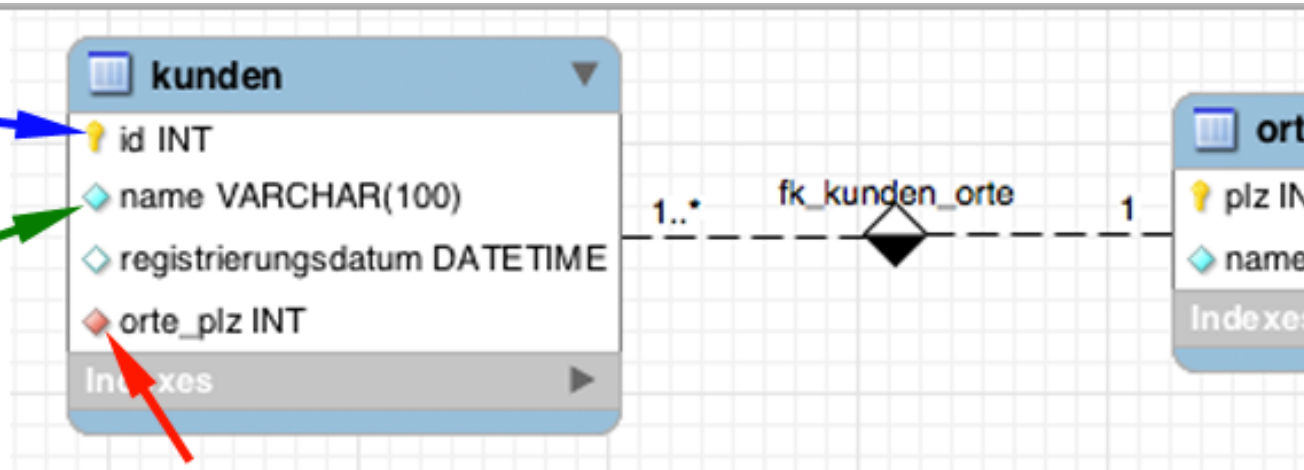 kunden
id INT
name VARCHAR(100)
registrierungsdatum DATETIME
orte_plz INT
Indexes
1..*
fk_kunden_orte
1
ort
plz IN
name
Indexes